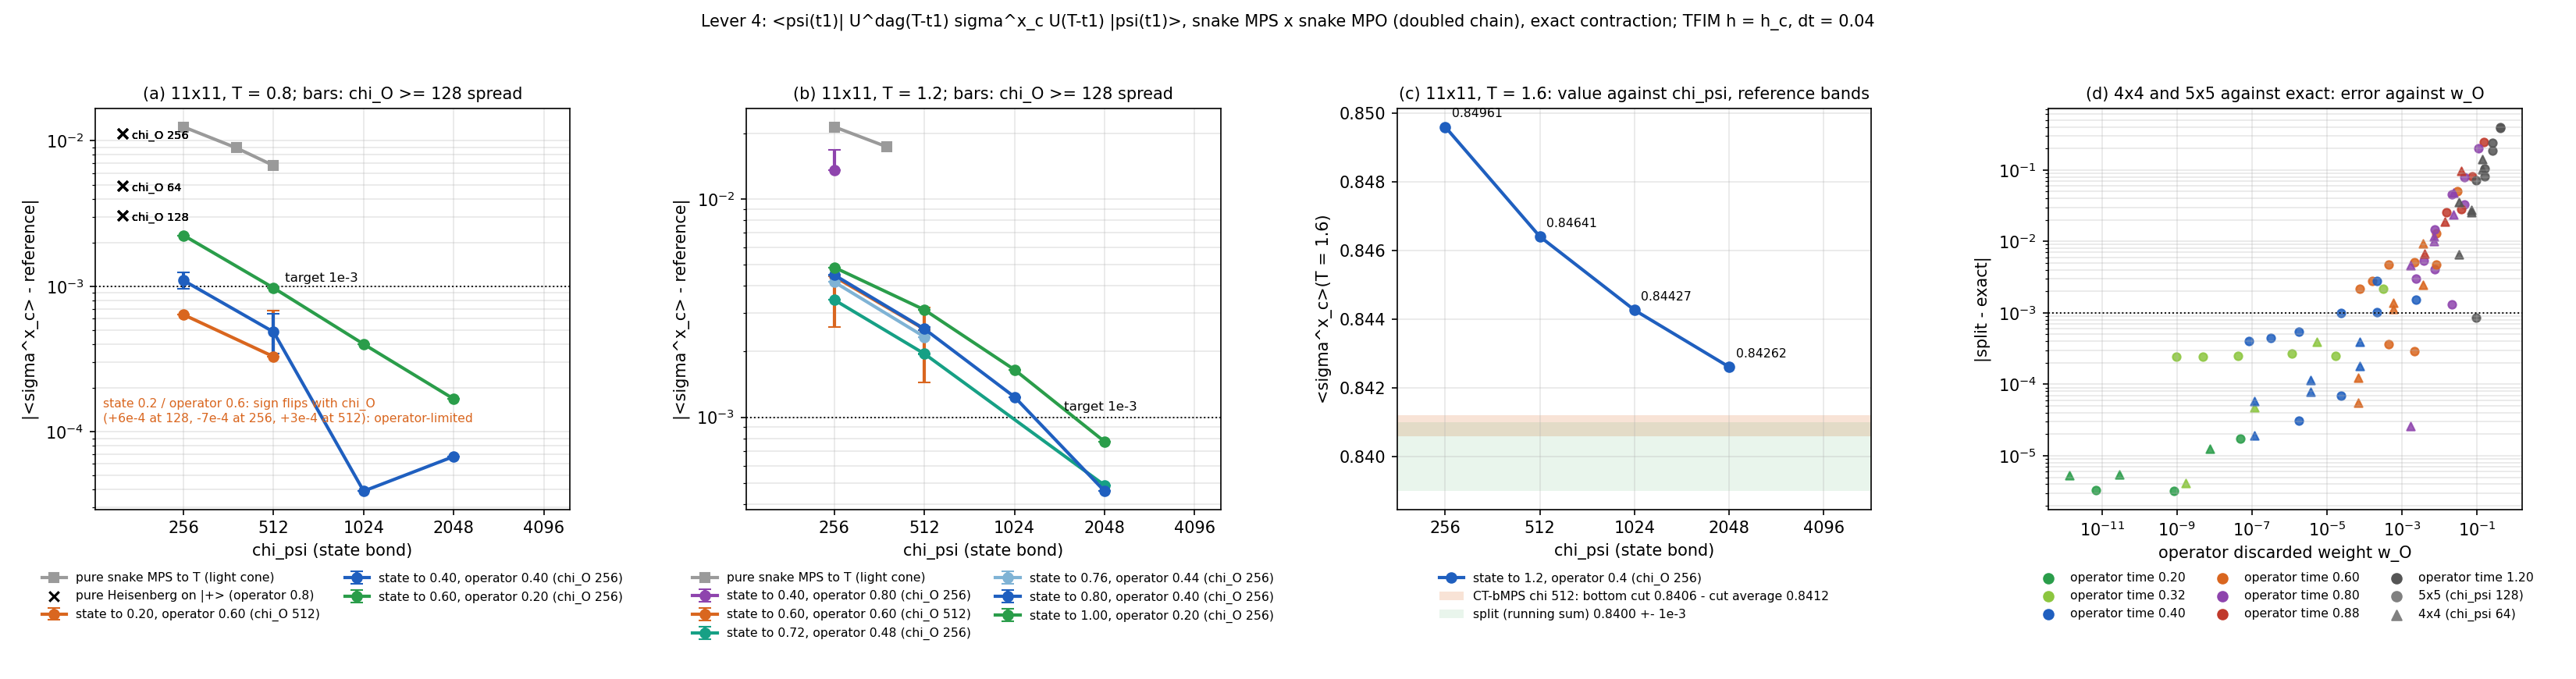 Lever 4: <psi(t1)| U^dag(T-t1) sigma^x_c U(T-t1) |psi(t1)>, snake MPS x snake MPO (doubled chain), exact contraction; TFIM h = h_c, dt = 0.04
(a) 11x11, T = 0.8; bars: chi_O >= 128 spread
|<sigma^x_c> - reference|
10^-2
10^-3
10^-4
chi_O 256
chi_O 64
chi_O 128
target 1e-3
state 0.2 / operator 0.6: sign flips with chi_O
(+6e-4 at 128, -7e-4 at 256, +3e-4 at 512): operator-limited
256 512 1024 2048 4096
chi_psi (state bond)
pure snake MPS to T (light cone)
pure Heisenberg on |+> (operator 0.8)
state to 0.20, operator 0.60 (chi_O 512)
state to 0.40, operator 0.40 (chi_O 256)
state to 0.60, operator 0.20 (chi_O 256)
(b) 11x11, T = 1.2; bars: chi_O >= 128 spread
|<sigma^x_c> - reference|
10^-2
10^-3
target 1e-3
256 512 1024 2048 4096
chi_psi (state bond)
pure snake MPS to T (light cone)
state to 0.40, operator 0.80 (chi_O 256)
state to 0.60, operator 0.60 (chi_O 512)
state to 0.72, operator 0.48 (chi_O 256)
state to 0.76, operator 0.44 (chi_O 256)
state to 0.80, operator 0.40 (chi_O 256)
state to 1.00, operator 0.20 (chi_O 256)
(c) 11x11, T = 1.6: value against chi_psi, reference bands
<sigma^x_c>(T = 1.6)
0.850
0.848
0.846
0.844
0.842
0.840
0.84961
0.84641
0.84427
0.84262
256 512 1024 2048 4096
chi_psi (state bond)
state to 1.2, operator 0.4 (chi_O 256)
CT-bMPS chi 512: bottom cut 0.8406 - cut average 0.8412
split (running sum) 0.8400 +- 1e-3
(d) 4x4 and 5x5 against exact: error against w_O
|split - exact|
10^-1
10^-2
10^-3
10^-4
10^-5
10^-11 10^-9 10^-7 10^-5 10^-3 10^-1
operator discarded weight w_O
operator time 0.20
operator time 0.32
operator time 0.40
operator time 0.60
operator time 0.80
operator time 0.88
operator time 1.20
5x5 (chi_psi 128)
4x4 (chi_psi 64)